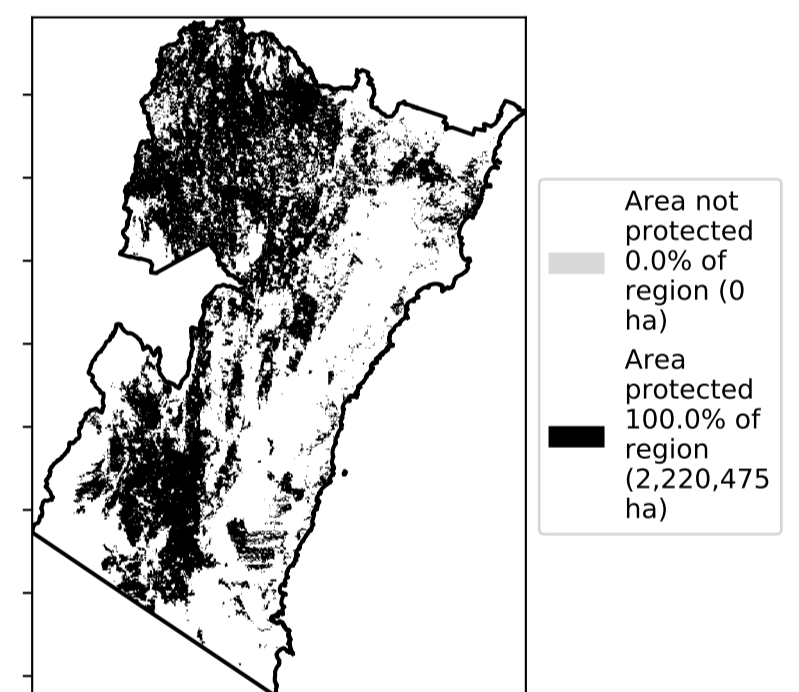 Area not
protected
0.0% of
region (0
ha)
Area
protected
100.0% of
region
(2,220,475
ha)